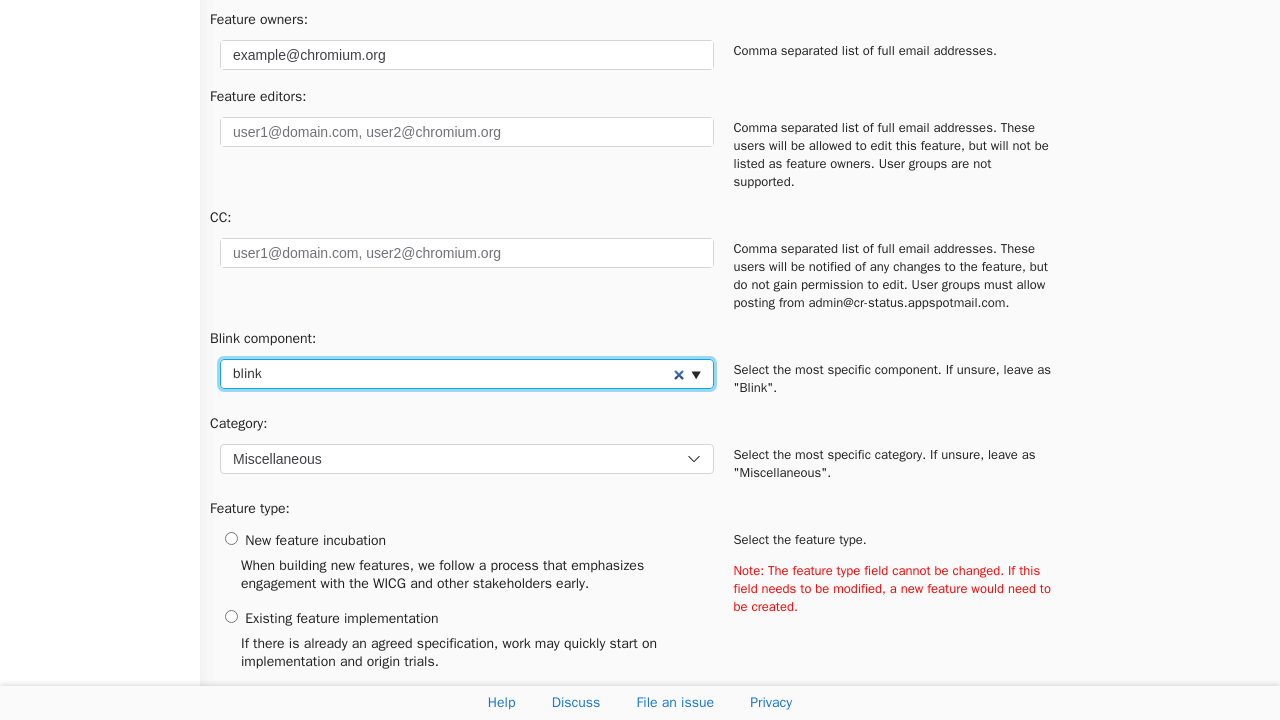 Feature owners:
example@chromium.org
Comma separated list of full email addresses.
Feature editors:
user1@domain.com, user2@chromium.org
Comma separated list of full email addresses. These
users will be allowed to edit this feature, but will not be
listed as feature owners. User groups are not
supported.
CC:
user1@domain.com, user2@chromium.org
Comma separated list of full email addresses. These
users will be notified of any changes to the feature, but
do not gain permission to edit. User groups must allow
posting from admin@cr-status.appspotmail.com.
Blink component:
blink
Select the most specific component. If unsure, leave as
"Blink".
Category:
Miscellaneous
Select the most specific category. If unsure, leave as
"Miscellaneous".
Feature type:
New feature incubation
When building new features, we follow a process that emphasizes
engagement with the WICG and other stakeholders early.
Existing feature implementation
If there is already an agreed specification, work may quickly start on
implementation and origin trials.
Select the feature type.
Note: The feature type field cannot be changed. If this
field needs to be modified, a new feature would need to
be created.
Help Discuss File an issue Privacy